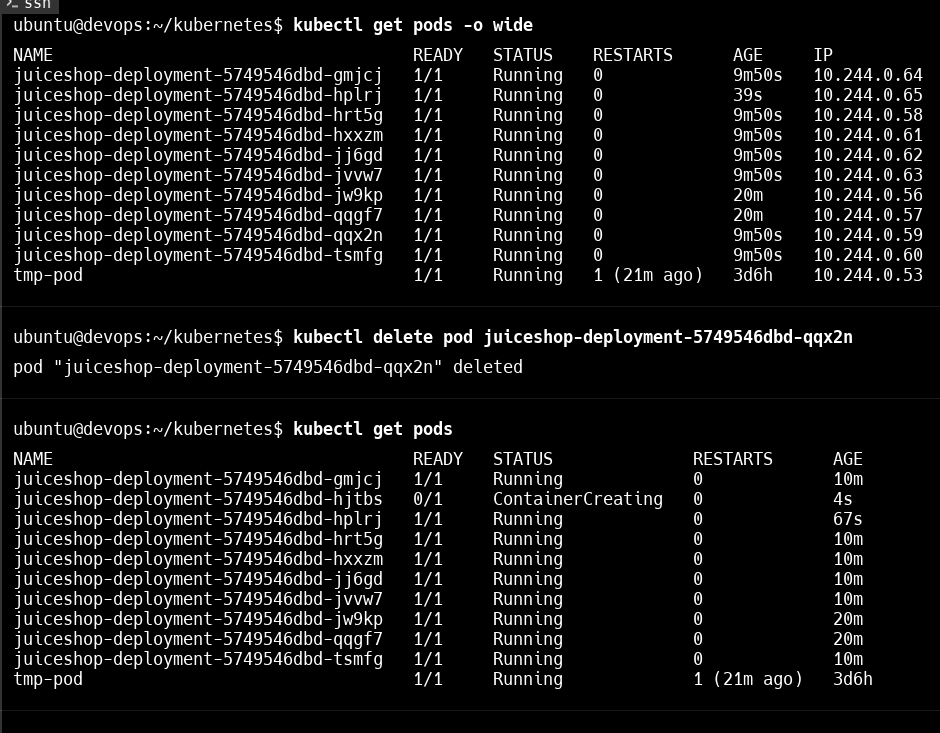 ssh
ubuntu@devops:~/kubernetes$ kubectl get pods -o wide
NAME READY STATUS RESTARTS AGE IP
juiceshop-deployment-5749546dbd-gmjcj 1/1 Running 0 9m50s 10.244.0.64
juiceshop-deployment-5749546dbd-hplrj 1/1 Running 0 39s 10.244.0.65
juiceshop-deployment-5749546dbd-hrt5g 1/1 Running 0 9m50s 10.244.0.58
juiceshop-deployment-5749546dbd-hxxzm 1/1 Running 0 9m50s 10.244.0.61
juiceshop-deployment-5749546dbd-jj6gd 1/1 Running 0 9m50s 10.244.0.62
juiceshop-deployment-5749546dbd-jvvw7 1/1 Running 0 9m50s 10.244.0.63
juiceshop-deployment-5749546dbd-jw9kp 1/1 Running 0 20m 10.244.0.56
juiceshop-deployment-5749546dbd-qqgf7 1/1 Running 0 20m 10.244.0.57
juiceshop-deployment-5749546dbd-qqx2n 1/1 Running 0 9m50s 10.244.0.59
juiceshop-deployment-5749546dbd-tsmfg 1/1 Running 0 9m50s 10.244.0.60
tmp-pod 1/1 Running 1 (21m ago) 3d6h 10.244.0.53
ubuntu@devops:~/kubernetes$ kubectl delete pod juiceshop-deployment-5749546dbd-qqx2n
pod "juiceshop-deployment-5749546dbd-qqx2n" deleted
ubuntu@devops:~/kubernetes$ kubectl get pods
NAME READY STATUS RESTARTS AGE
juiceshop-deployment-5749546dbd-gmjcj 1/1 Running 0 10m
juiceshop-deployment-5749546dbd-hjtbs 0/1 ContainerCreating 0 4s
juiceshop-deployment-5749546dbd-hplrj 1/1 Running 0 67s
juiceshop-deployment-5749546dbd-hrt5g 1/1 Running 0 10m
juiceshop-deployment-5749546dbd-hxxzm 1/1 Running 0 10m
juiceshop-deployment-5749546dbd-jj6gd 1/1 Running 0 10m
juiceshop-deployment-5749546dbd-jvvw7 1/1 Running 0 10m
juiceshop-deployment-5749546dbd-jw9kp 1/1 Running 0 20m
juiceshop-deployment-5749546dbd-qqgf7 1/1 Running 0 20m
juiceshop-deployment-5749546dbd-tsmfg 1/1 Running 0 10m
tmp-pod 1/1 Running 1 (21m ago) 3d6h